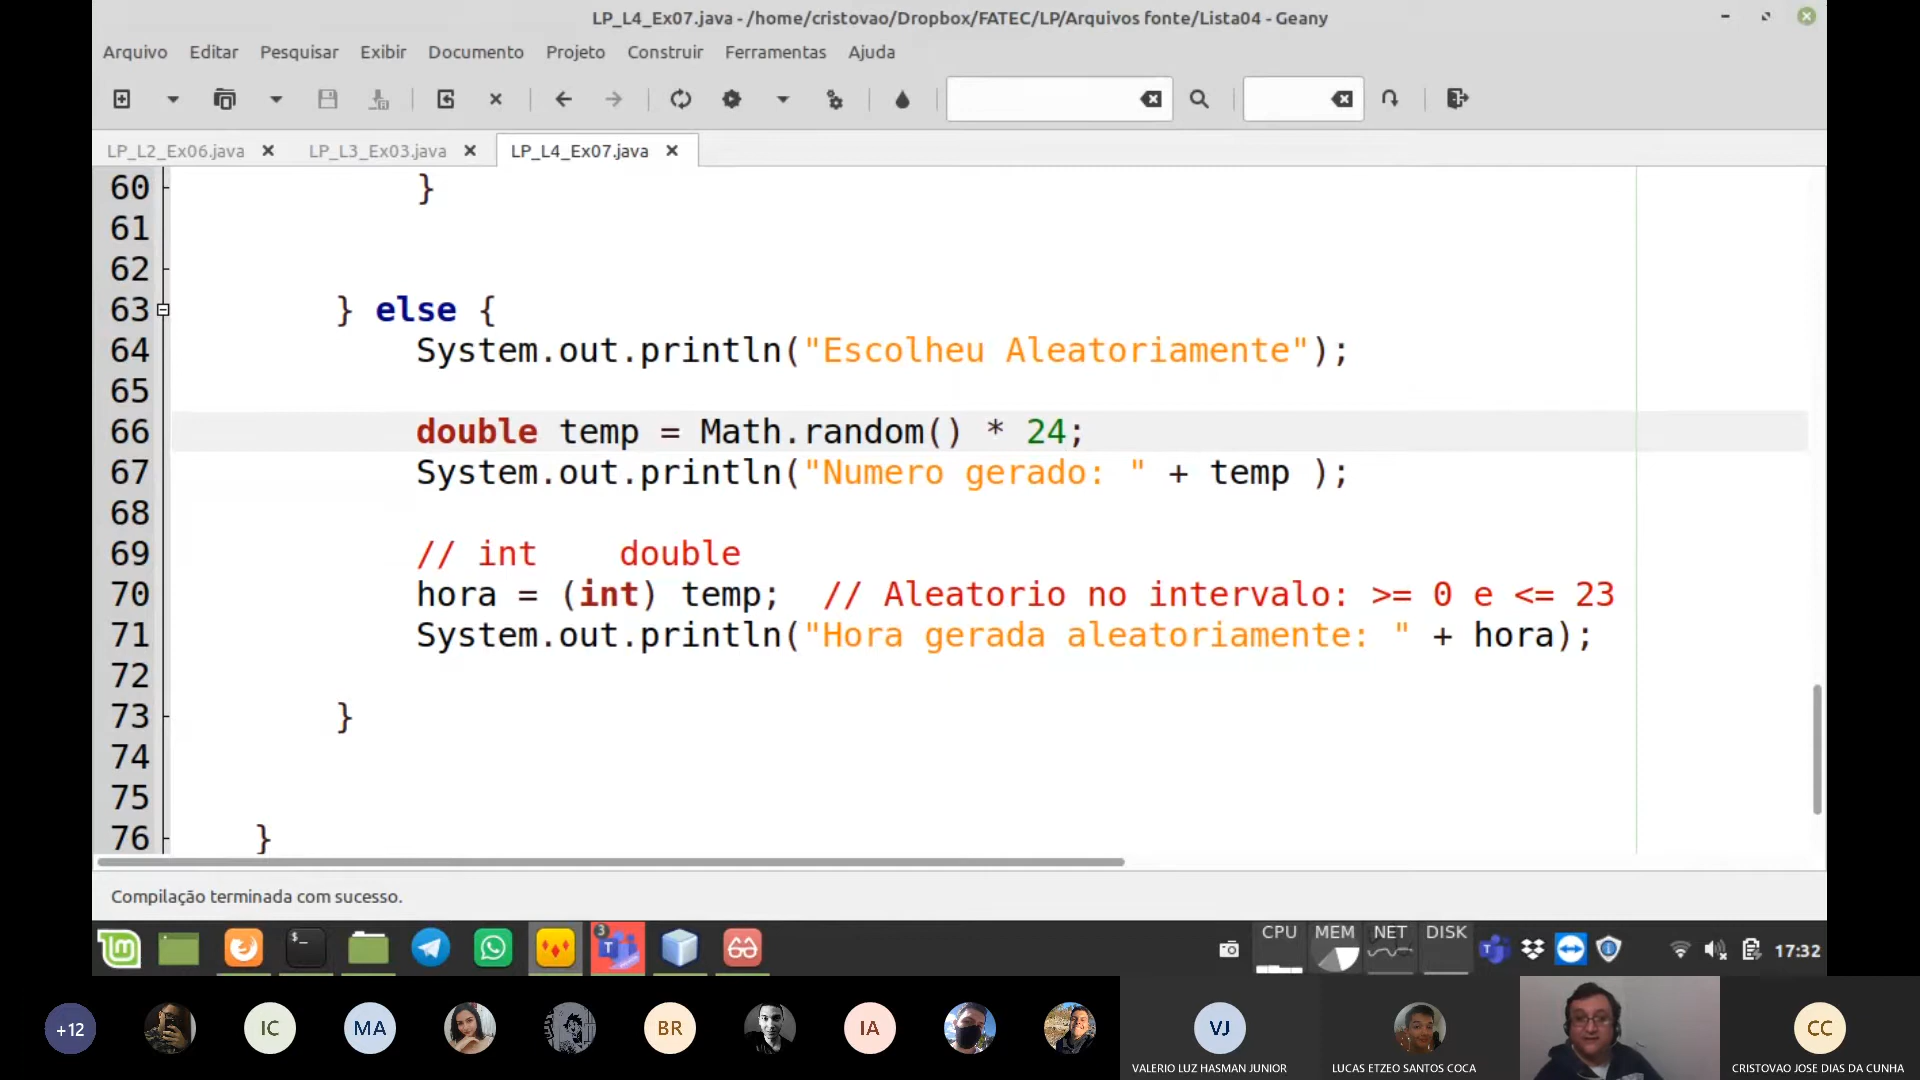 LP_L4_Ex07.java - /home/cristovao/Dropbox/FATEC/LP/Arquivos fonte/Lista04 - Geany
Arquivo Editar Pesquisar Exibir Documento Projeto Construir Ferramentas Ajuda
LP_L2_Ex06.java LP_L3_Ex03.java LP_L4_Ex07.java
60 }
61
62
63 } else {
64 System.out.println("Escolheu Aleatoriamente");
65
66 double temp = Math.random() * 24;
67 System.out.println("Numero gerado: " + temp );
68
69 // int double
70 hora = (int) temp; // Aleatorio no intervalo: >= 0 e <= 23
71 System.out.println("Hora gerada aleatoriamente: " + hora);
72
73 }
74
75
76 }
Compilação terminada com sucesso.
3
CPU MEM NET DISK 17:32
+12 IC MA BR IA VJ CC
VALERIO LUZ HASMAN JUNIOR LUCAS ETZEO SANTOS COCA CRISTOVAO JOSE DIAS DA CUNHA